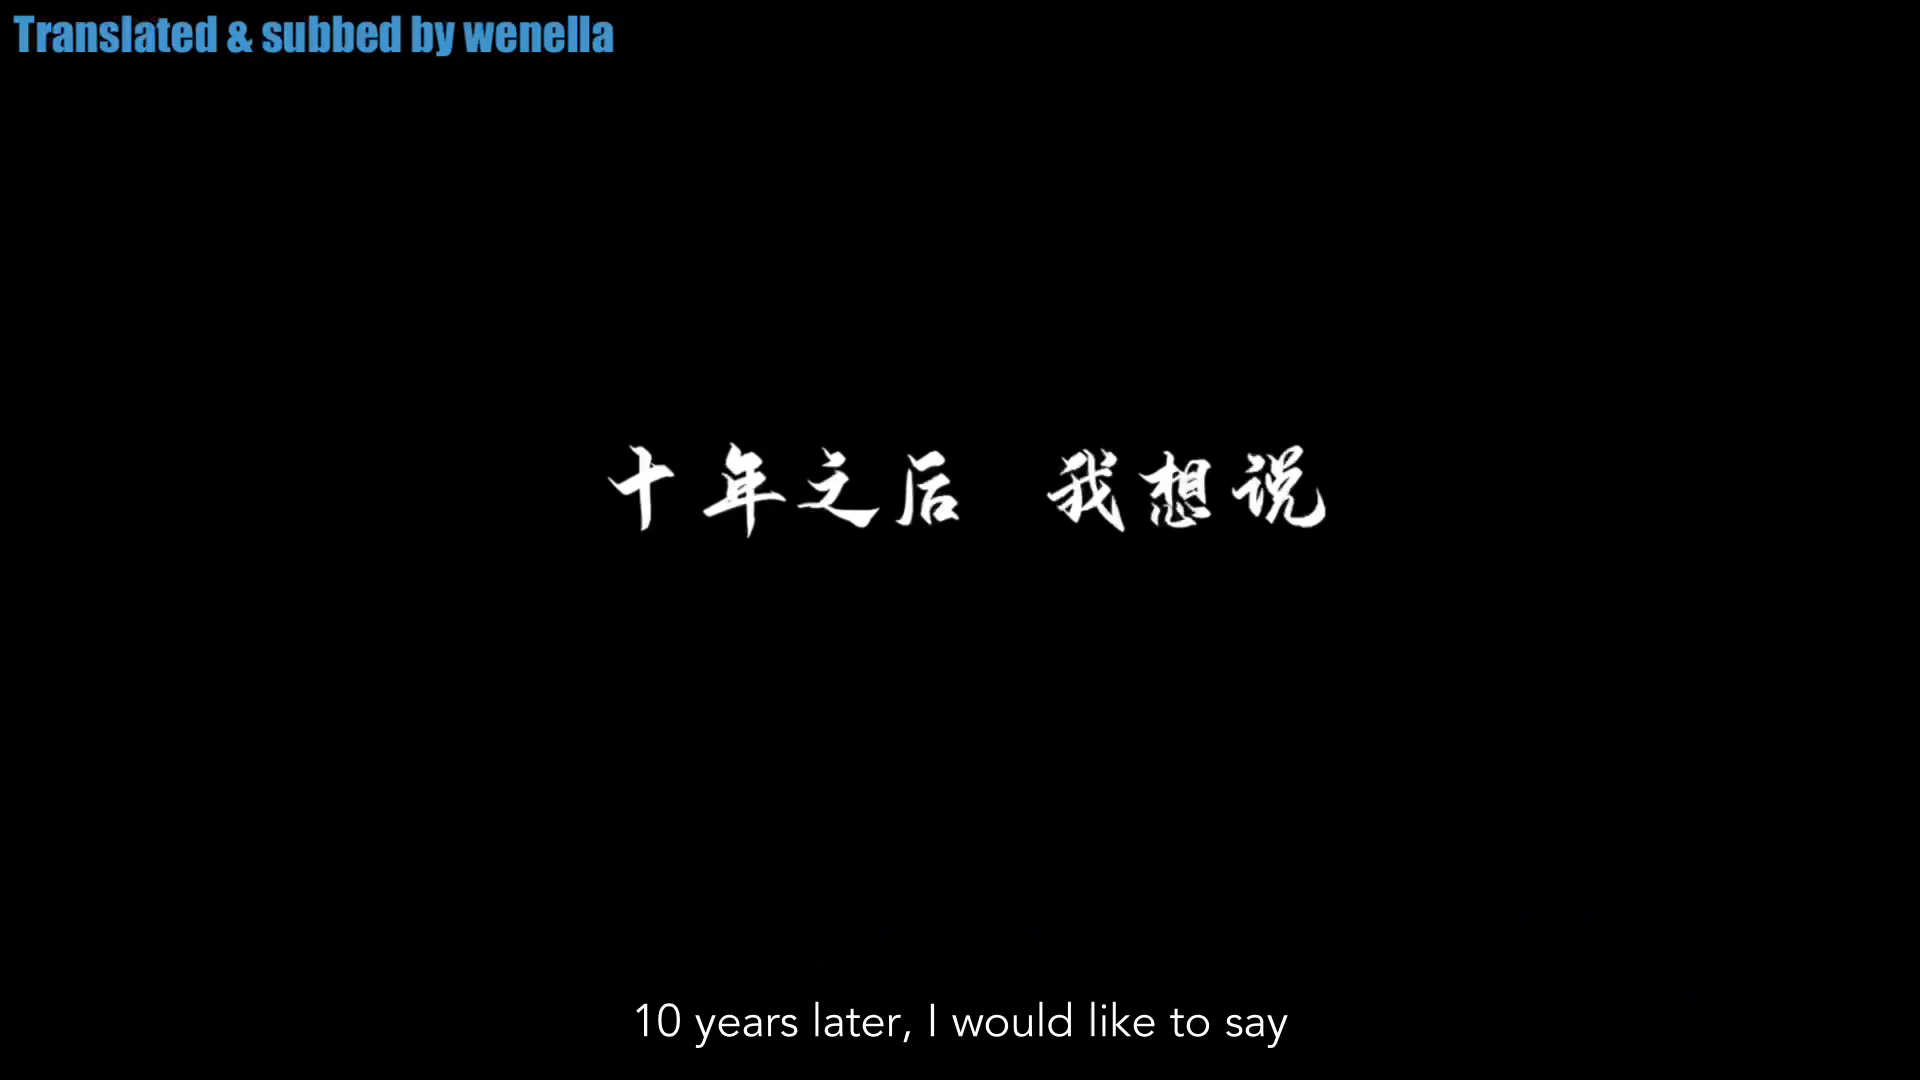 Translated & subbed by wenella
十年之后 我想说
10 years later, I would like to say